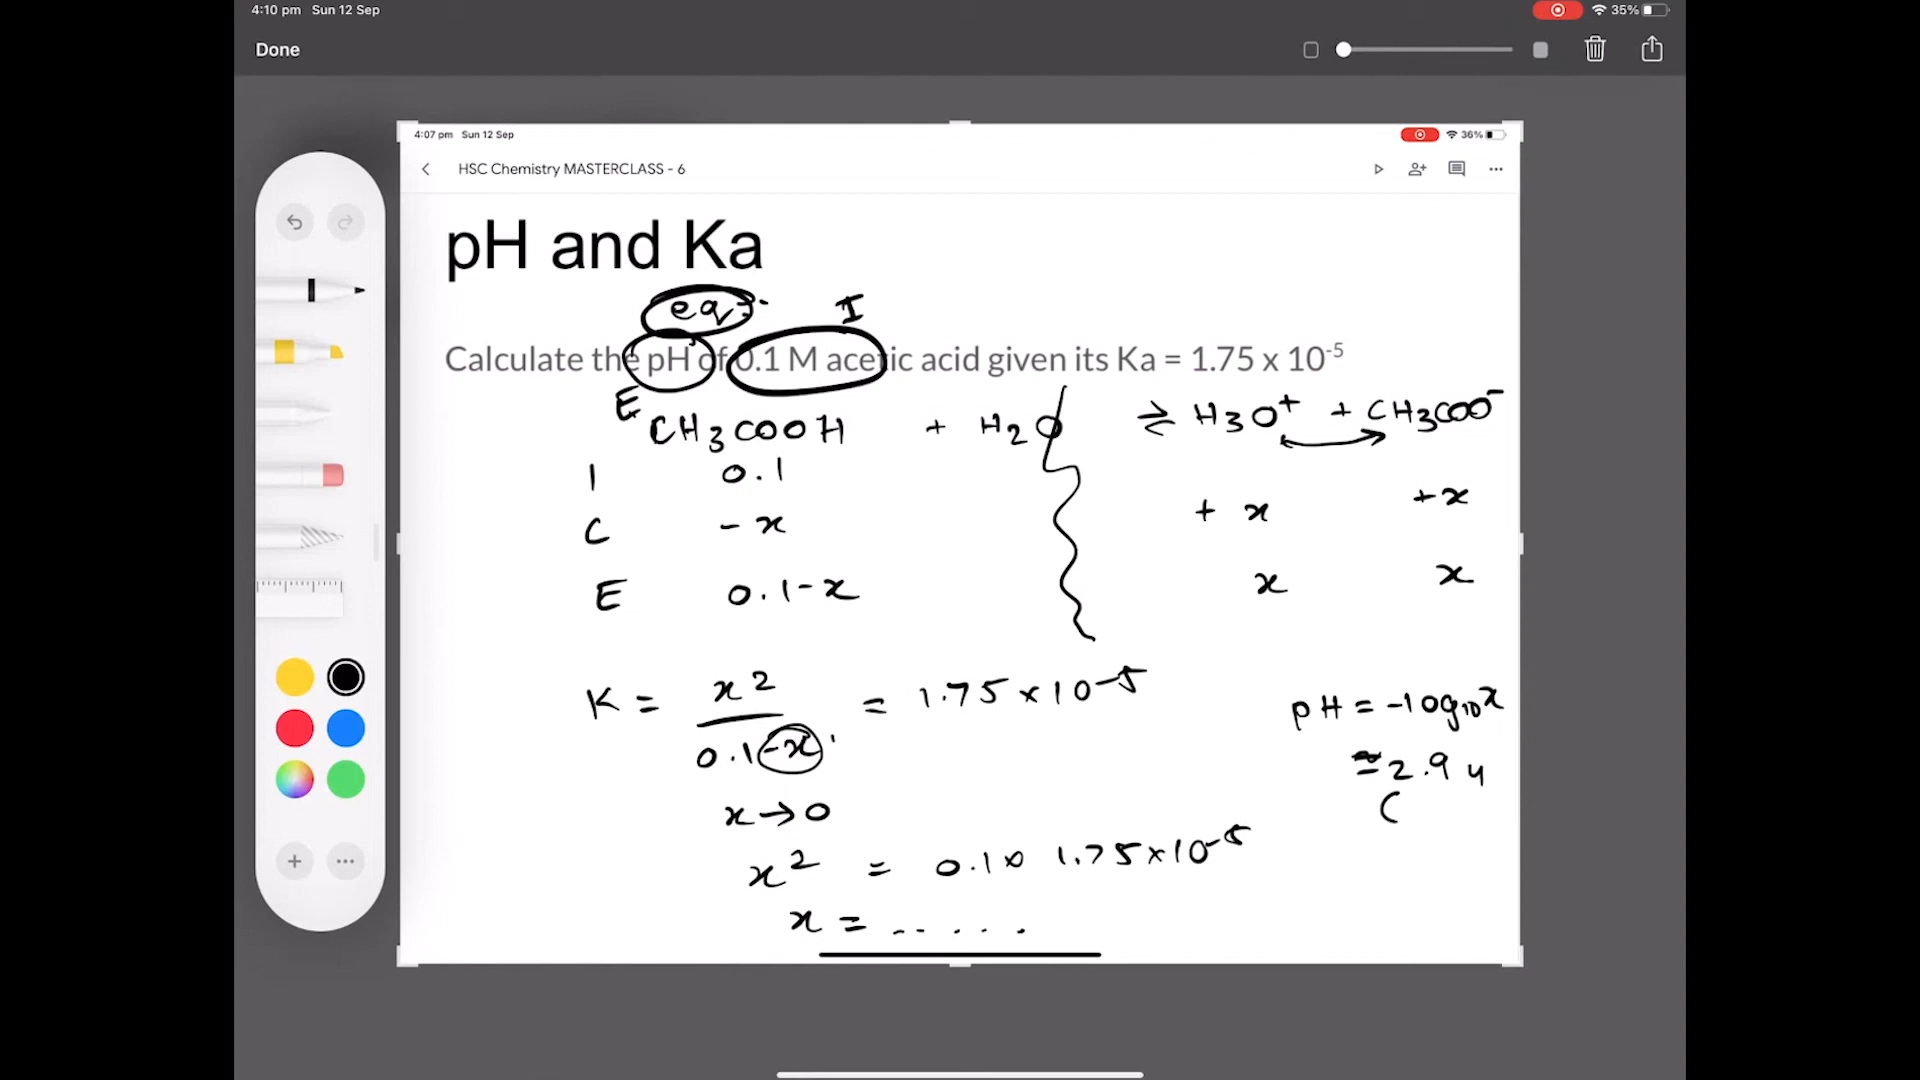 4:10 pm Sun 12 Sep 35%
Done
4:07 pm Sun 12 Sep 36%
HSC Chemistry MASTERCLASS - 6
pH and Ka
eq. I
Calculate the pH of 0.1 M acetic acid given its Ka = 1.75 x 10⁻⁵
E
CH3COOH + H2O ⇌ H3O⁺ + CH3COO⁻
I 0.1
C - x + x + x
E 0.1-x x x
K = x² / 0.1-x = 1.75 x 10⁻⁵
pH = -log₁₀x
≃ 2.94
(
x → 0
x² = 0.1 x 1.75 x 10⁻⁵
x = .....